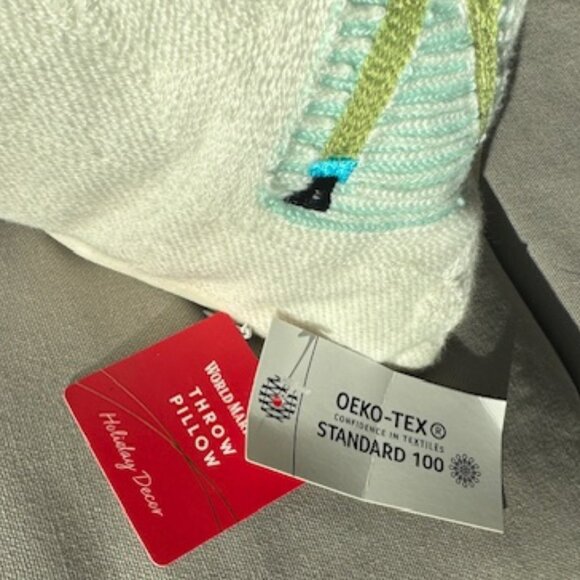 WORLD MAR
THROW
PILLOW
Holiday Decor
OEKO-TEX®
CONFIDENCE IN TEXTILES
STANDARD 100